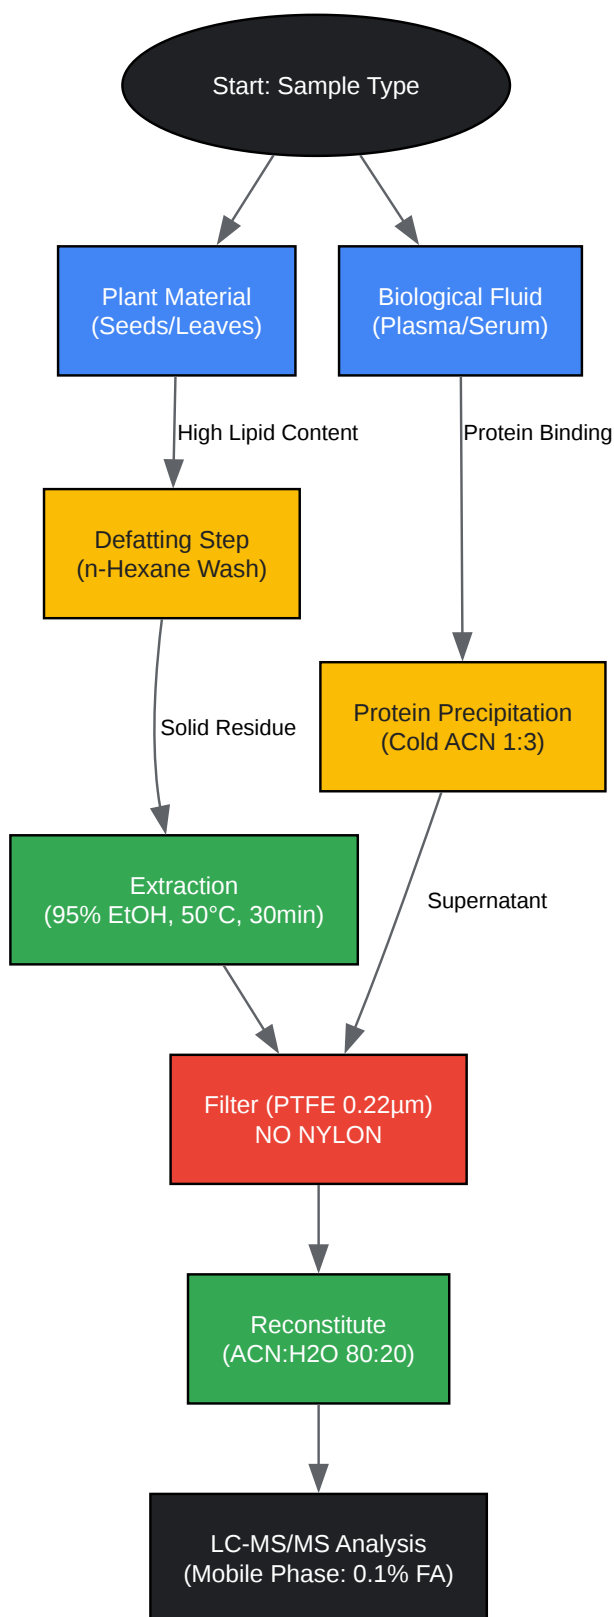 Start: Sample Type
Plant Material
(Seeds/Leaves)
Biological Fluid
(Plasma/Serum)
High Lipid Content
Protein Binding
Defatting Step
(n-Hexane Wash)
Protein Precipitation
(Cold ACN 1:3)
Solid Residue
Extraction
(95% EtOH, 50°C, 30min)
Supernatant
Filter (PTFE 0.22µm)
NO NYLON
Reconstitute
(ACN:H2O 80:20)
LC-MS/MS Analysis
(Mobile Phase: 0.1% FA)